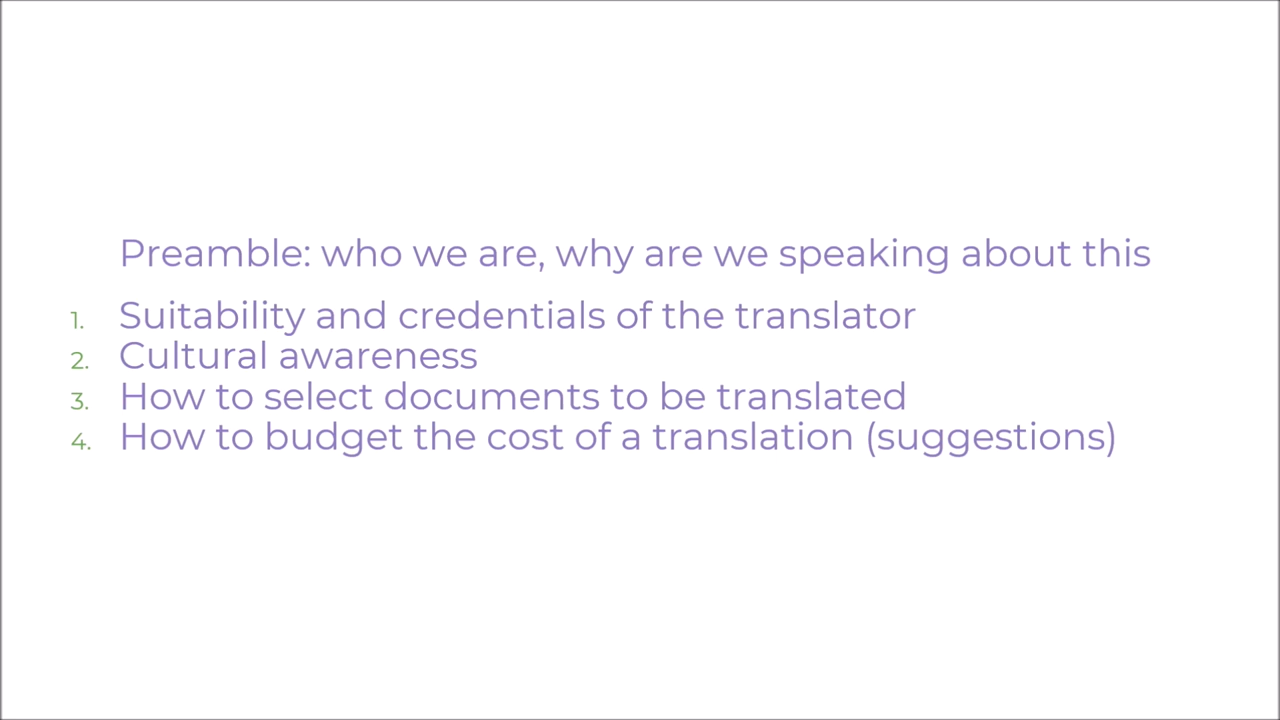 Preamble: who we are, why are we speaking about this
1. Suitability and credentials of the translator
2. Cultural awareness
3. How to select documents to be translated
4. How to budget the cost of a translation (suggestions)